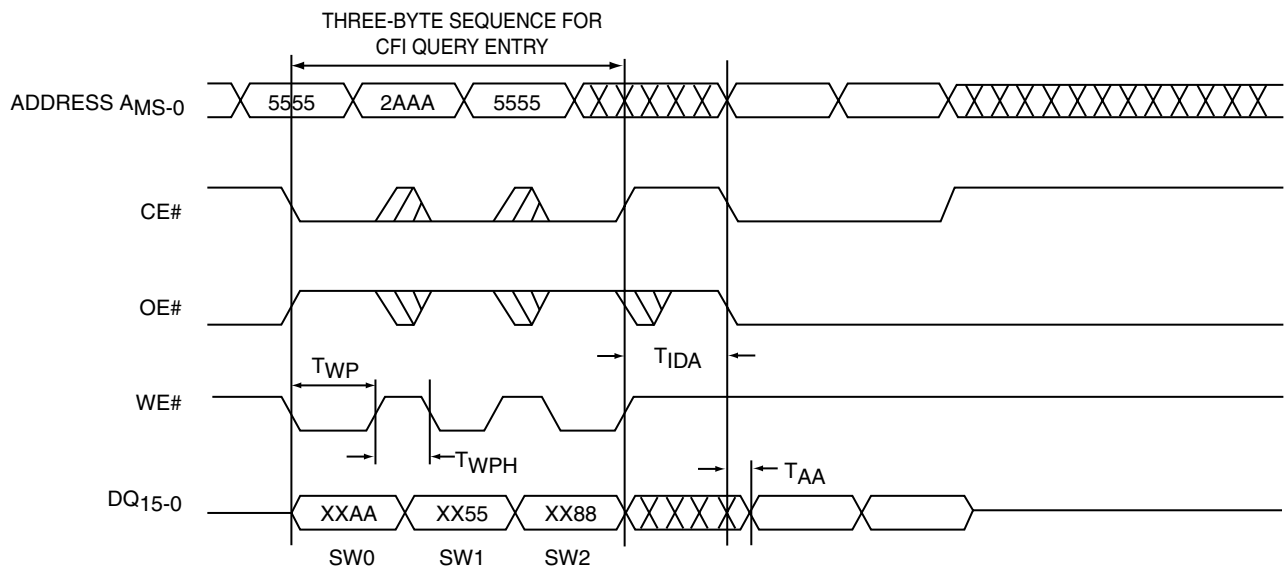 THREE-BYTE SEQUENCE FOR
CFI QUERY ENTRY
ADDRESS AMS-0
5555 2AAA 5555
CE#
OE#
TIDA
TWP
WE#
TWPH
TAA
DQ15-0
XXAA XX55 XX88
SW0 SW1 SW2